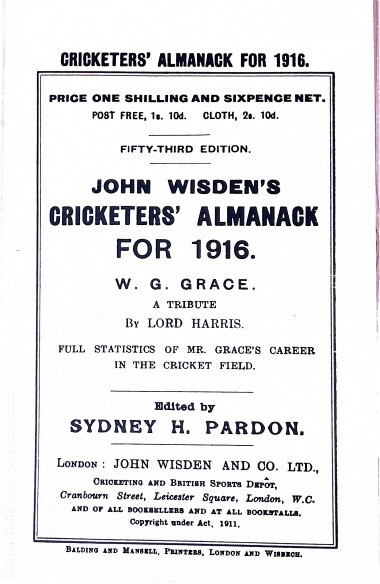 CRICKETERS' ALMANACK FOR 1916.
PRICE ONE SHILLING AND SIXPENCE NET.
POST FREE, 1s. 10d. CLOTH, 2s. 10d.
FIFTY-THIRD EDITION.
JOHN WISDEN'S
CRICKETERS' ALMANACK
FOR 1916.
W. G. GRACE.
A TRIBUTE
BY LORD HARRIS.
FULL STATISTICS OF MR. GRACE'S CAREER
IN THE CRICKET FIELD.
Edited by
SYDNEY H. PARDON.
LONDON: JOHN WISDEN AND CO. LTD.,
CRICKETING AND BRITISH SPORTS DEPÔT,
Cranbourn Street, Leicester Square, London, W.C.
AND OF ALL BOOKSELLERS AND AT ALL BOOKSTALLS.
Copyright under Act, 1911.
BALDING AND MANSELL, PRINTERS, LONDON AND WISBECH.